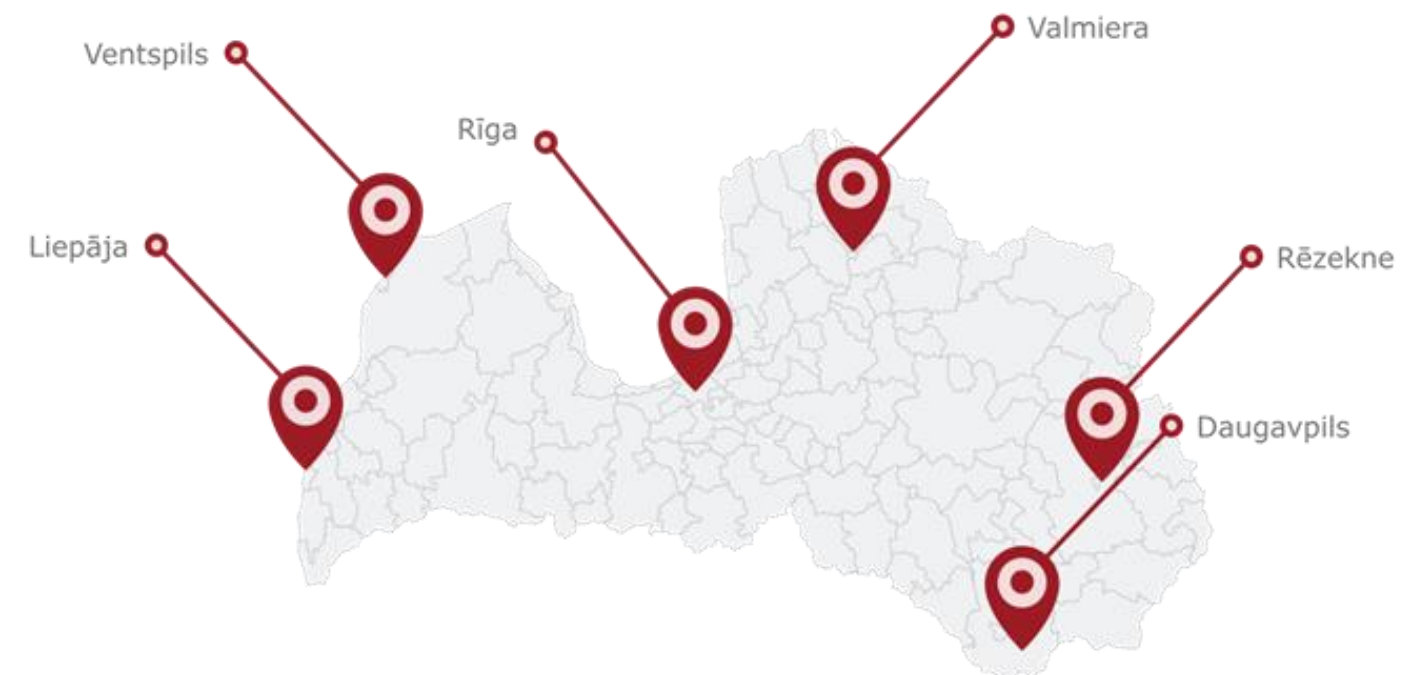 Valmiera
Ventspils
Rīga
Liepāja
Rēzekne
Daugavpils